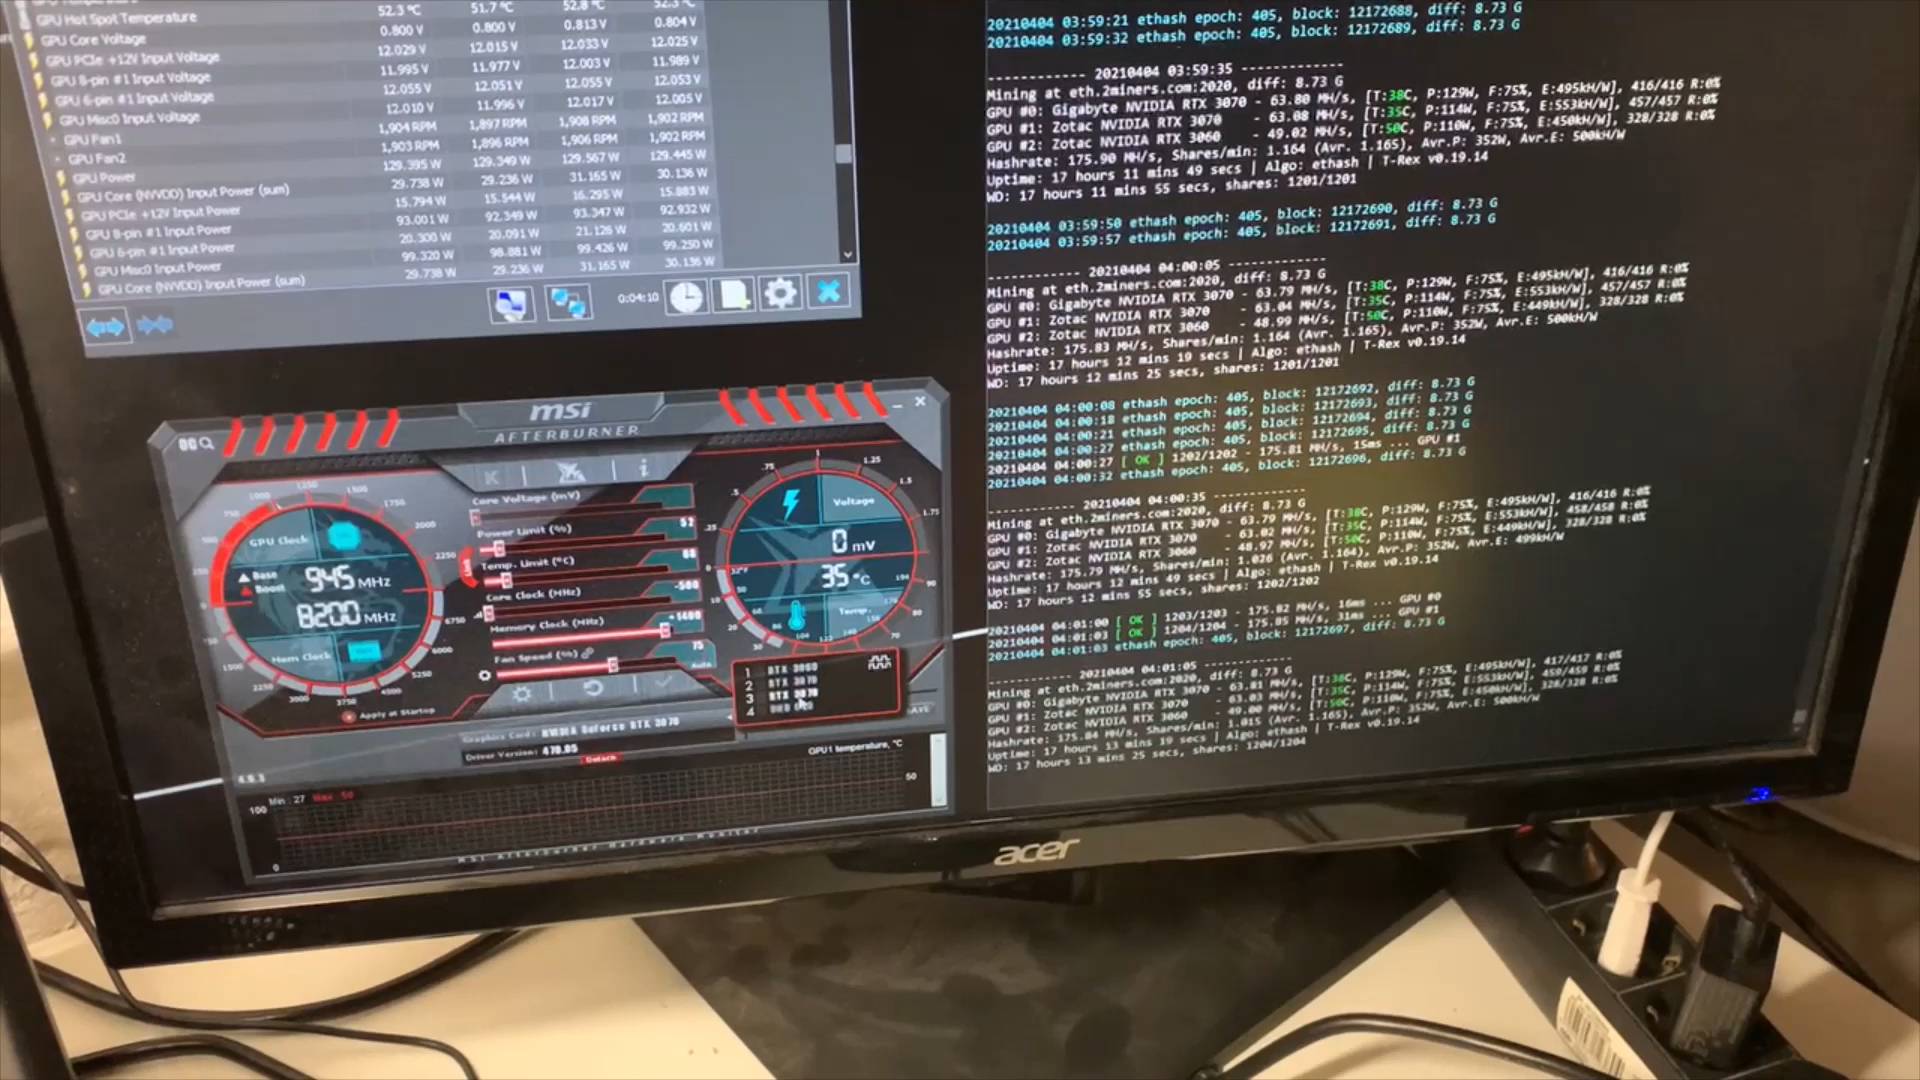 GPU Hot Spot Temperature 52.3 °C 51.7 °C 52.8 °C 52.3 °C
GPU Core Voltage 0.800 V 0.800 V 0.813 V 0.804 V
GPU PCIe +12V Input Voltage 12.029 V 12.015 V 12.033 V 12.025 V
GPU 8-pin #1 Input Voltage 11.995 V 11.977 V 12.003 V 11.989 V
GPU 6-pin #1 Input Voltage 12.055 V 12.051 V 12.055 V 12.053 V
GPU Misc0 Input Voltage 12.010 V 11.996 V 12.017 V 12.005 V
GPU Fan1 1,904 RPM 1,897 RPM 1,908 RPM 1,902 RPM
GPU Fan2 1,903 RPM 1,896 RPM 1,906 RPM 1,902 RPM
GPU Power 129.395 W 129.349 W 129.567 W 129.445 W
GPU Core (NVVDD) Input Power (sum) 29.738 W 29.236 W 31.165 W 30.136 W
GPU PCIe +12V Input Power 15.794 W 15.544 W 16.295 W 15.883 W
GPU 8-pin #1 Input Power 93.001 W 92.349 W 93.347 W 92.932 W
GPU 6-pin #1 Input Power 20.308 W 20.091 W 21.126 W 20.601 W
GPU Misc0 Input Power 99.320 W 98.881 W 99.426 W 99.250 W
GPU Core (NVVDD) Input Power (sum) 29.738 W 29.236 W 31.165 W 30.136 W
0:04:10
20210404 03:59:21 ethash epoch: 405, block: 12172688, diff: 8.73 G
20210404 03:59:32 ethash epoch: 405, block: 12172689, diff: 8.73 G
------------ 20210404 03:59:35 --------------
Mining at eth.2miners.com:2020, diff: 8.73 G
GPU #0: Gigabyte NVIDIA RTX 3070 - 63.80 MH/s, [T:38C, P:129W, F:75%, E:495kH/W], 416/416 R:0%
GPU #1: Zotac NVIDIA RTX 3070 - 63.08 MH/s, [T:35C, P:114W, F:75%, E:553kH/W], 457/457 R:0%
GPU #2: Zotac NVIDIA RTX 3060 - 49.02 MH/s, [T:50C, P:110W, F:75%, E:450kH/W], 328/328 R:0%
Hashrate: 175.90 MH/s, Shares/min: 1.164 (Avr. 1.165), Avr.P: 352W, Avr.E: 500kH/W
Uptime: 17 hours 11 mins 49 secs | Algo: ethash | T-Rex v0.19.14
WD: 17 hours 11 mins 55 secs, shares: 1201/1201
20210404 03:59:50 ethash epoch: 405, block: 12172690, diff: 8.73 G
20210404 03:59:57 ethash epoch: 405, block: 12172691, diff: 8.73 G
------------ 20210404 04:00:05 --------------
Mining at eth.2miners.com:2020, diff: 8.73 G
GPU #0: Gigabyte NVIDIA RTX 3070 - 63.79 MH/s, [T:38C, P:129W, F:75%, E:495kH/W], 416/416 R:0%
GPU #1: Zotac NVIDIA RTX 3070 - 63.04 MH/s, [T:35C, P:114W, F:75%, E:553kH/W], 457/457 R:0%
GPU #2: Zotac NVIDIA RTX 3060 - 48.99 MH/s, [T:50C, P:110W, F:75%, E:449kH/W], 328/328 R:0%
Hashrate: 175.83 MH/s, Shares/min: 1.164 (Avr. 1.165), Avr.P: 352W, Avr.E: 500kH/W
Uptime: 17 hours 12 mins 19 secs | Algo: ethash | T-Rex v0.19.14
WD: 17 hours 12 mins 25 secs, shares: 1201/1201
20210404 04:00:08 ethash epoch: 405, block: 12172692, diff: 8.73 G
20210404 04:00:18 ethash epoch: 405, block: 12172693, diff: 8.73 G
20210404 04:00:21 ethash epoch: 405, block: 12172694, diff: 8.73 G
20210404 04:00:27 ethash epoch: 405, block: 12172695, diff: 8.73 G
20210404 04:00:27 [ OK ] 1202/1202 - 175.81 MH/s, 15ms ... GPU #1
20210404 04:00:32 ethash epoch: 405, block: 12172696, diff: 8.73 G
------------ 20210404 04:00:35 --------------
Mining at eth.2miners.com:2020, diff: 8.73 G
GPU #0: Gigabyte NVIDIA RTX 3070 - 63.79 MH/s, [T:38C, P:129W, F:75%, E:495kH/W], 416/416 R:0%
GPU #1: Zotac NVIDIA RTX 3070 - 63.02 MH/s, [T:35C, P:114W, F:75%, E:553kH/W], 458/458 R:0%
GPU #2: Zotac NVIDIA RTX 3060 - 48.97 MH/s, [T:50C, P:110W, F:75%, E:449kH/W], 328/328 R:0%
Hashrate: 175.79 MH/s, Shares/min: 1.026 (Avr. 1.164), Avr.P: 352W, Avr.E: 499kH/W
Uptime: 17 hours 12 mins 49 secs | Algo: ethash | T-Rex v0.19.14
WD: 17 hours 12 mins 55 secs, shares: 1202/1202
20210404 04:01:00 [ OK ] 1203/1203 - 175.82 MH/s, 16ms ... GPU #0
20210404 04:01:03 [ OK ] 1204/1204 - 175.85 MH/s, 31ms ... GPU #1
20210404 04:01:03 ethash epoch: 405, block: 12172697, diff: 8.73 G
------------ 20210404 04:01:05 --------------
Mining at eth.2miners.com:2020, diff: 8.73 G
GPU #0: Gigabyte NVIDIA RTX 3070 - 63.81 MH/s, [T:38C, P:129W, F:75%, E:495kH/W], 417/417 R:0%
GPU #1: Zotac NVIDIA RTX 3070 - 63.03 MH/s, [T:35C, P:114W, F:75%, E:553kH/W], 459/459 R:0%
GPU #2: Zotac NVIDIA RTX 3060 - 49.00 MH/s, [T:50C, P:110W, F:75%, E:450kH/W], 328/328 R:0%
Hashrate: 175.84 MH/s, Shares/min: 1.015 (Avr. 1.165), Avr.P: 352W, Avr.E: 500kH/W
Uptime: 17 hours 13 mins 19 secs | Algo: ethash | T-Rex v0.19.14
WD: 17 hours 13 mins 25 secs, shares: 1204/1204
msi
AFTERBURNER
GPU Clock
Base
Boost
945 MHz
8200 MHz
Mem Clock
Core Voltage (mV)
Power Limit (%) 52
Temp. Limit (°C)
Core Clock (MHz) -500
Memory Clock (MHz)
Fan Speed (%) 75
Auto
Voltage
0 mV
35 °C
Temp.
1 RTX 3060
2 RTX 3070
3 RTX 3070
4
Apply at Startup
Graphics Card: NVIDIA GeForce RTX 3070
Driver Version: 470.05
Detach
4.6.3
GPU1 temperature, °C
Min : 27 Max : 50
100
50
0
MSI Afterburner Hardware Monitor
acer